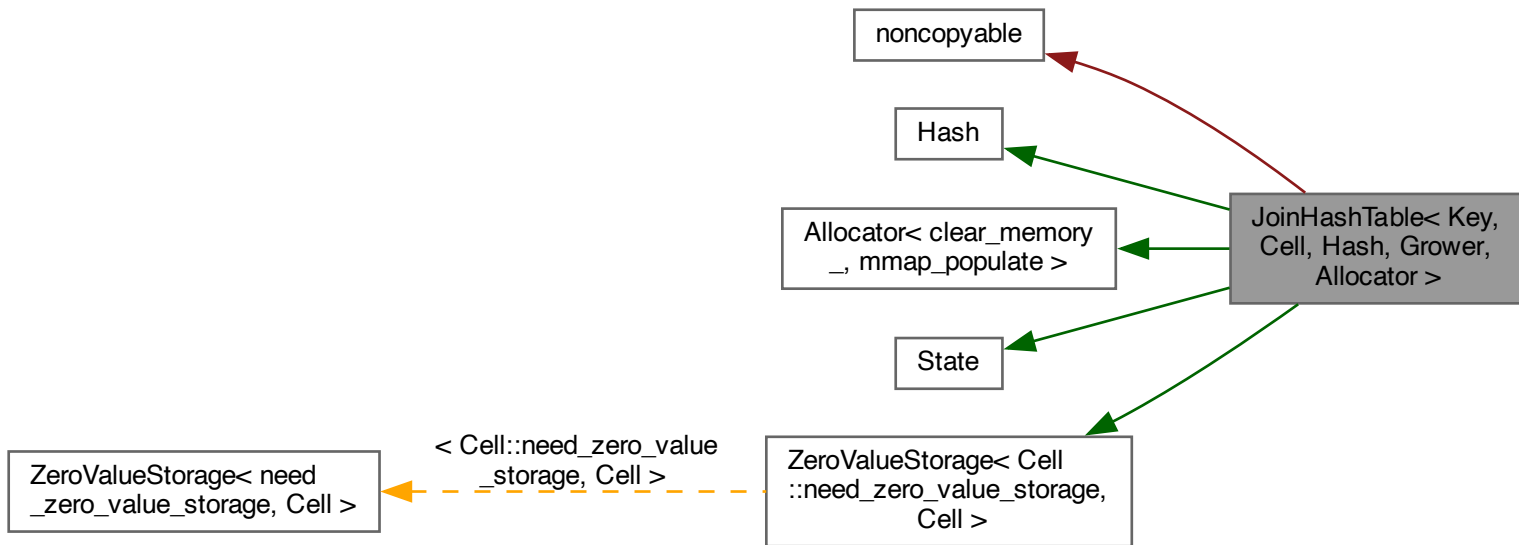 noncopyable
Hash
Allocator< clear_memory
_, mmap_populate >
State
JoinHashTable< Key,
Cell, Hash, Grower,
Allocator >
ZeroValueStorage< need
_zero_value_storage, Cell >
< Cell::need_zero_value
_storage, Cell >
ZeroValueStorage< Cell
::need_zero_value_storage,
Cell >